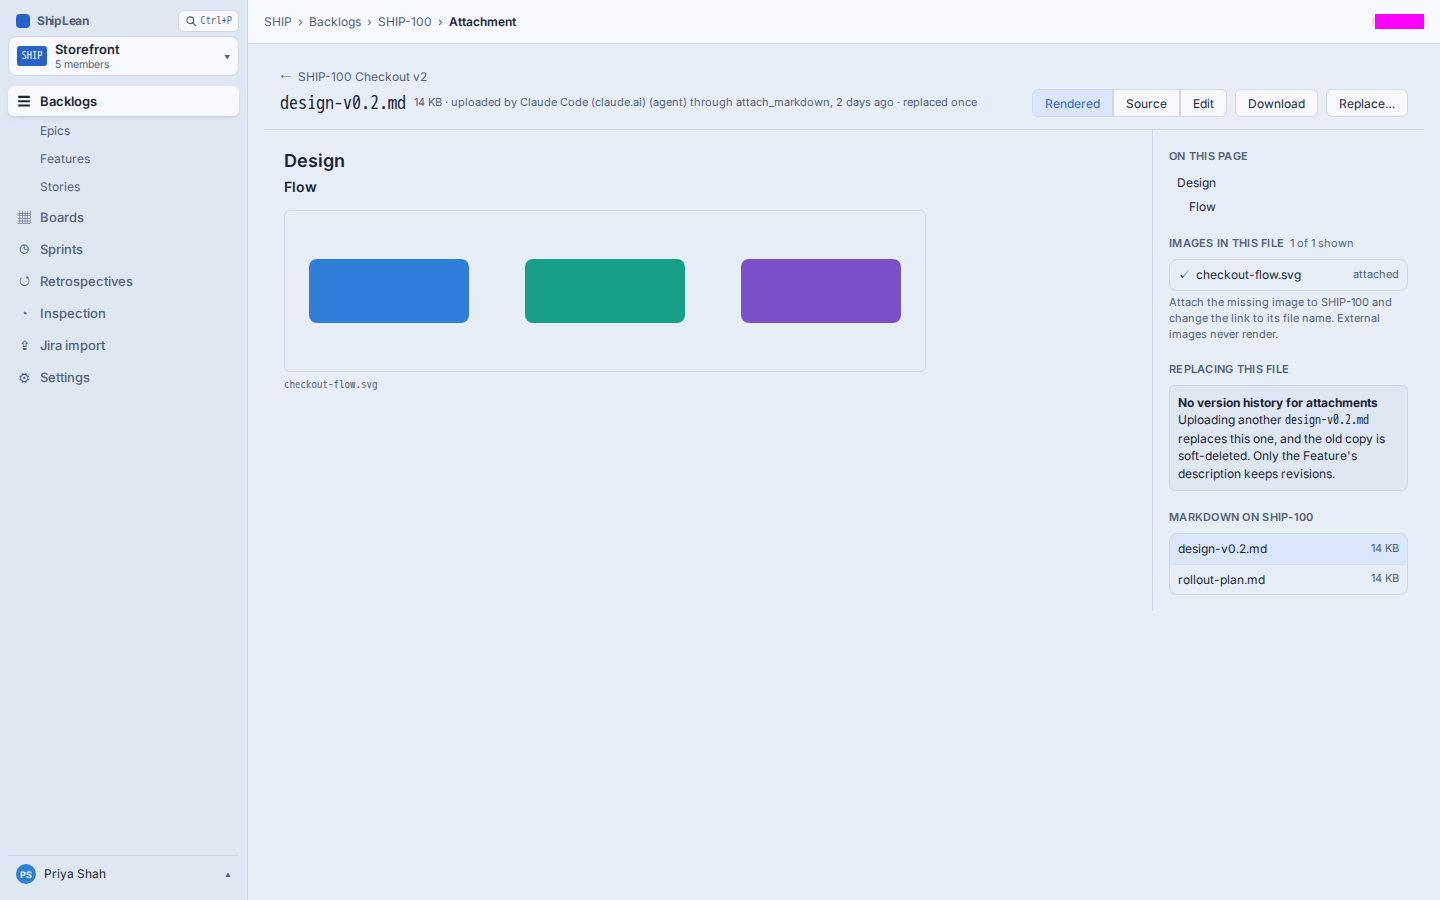 ShipLean
Ctrl+P
SHIP
Storefront
5 members
Backlogs
Epics
Features
Stories
Boards
Sprints
Retrospectives
Inspection
Jira import
Settings
PS
Priya Shah
SHIP › Backlogs › SHIP-100 › Attachment
← SHIP-100 Checkout v2
design-v0.2.md 14 KB · uploaded by Claude Code (claude.ai) (agent) through attach_markdown, 2 days ago · replaced once
Rendered Source Edit Download Replace...
Design
Flow
checkout-flow.svg
ON THIS PAGE
Design
Flow
IMAGES IN THIS FILE 1 of 1 shown
✓ checkout-flow.svg attached
Attach the missing image to SHIP-100 and
change the link to its file name. External
images never render.
REPLACING THIS FILE
No version history for attachments
Uploading another design-v0.2.md
replaces this one, and the old copy is
soft-deleted. Only the Feature's
description keeps revisions.
MARKDOWN ON SHIP-100
design-v0.2.md 14 KB
rollout-plan.md 14 KB